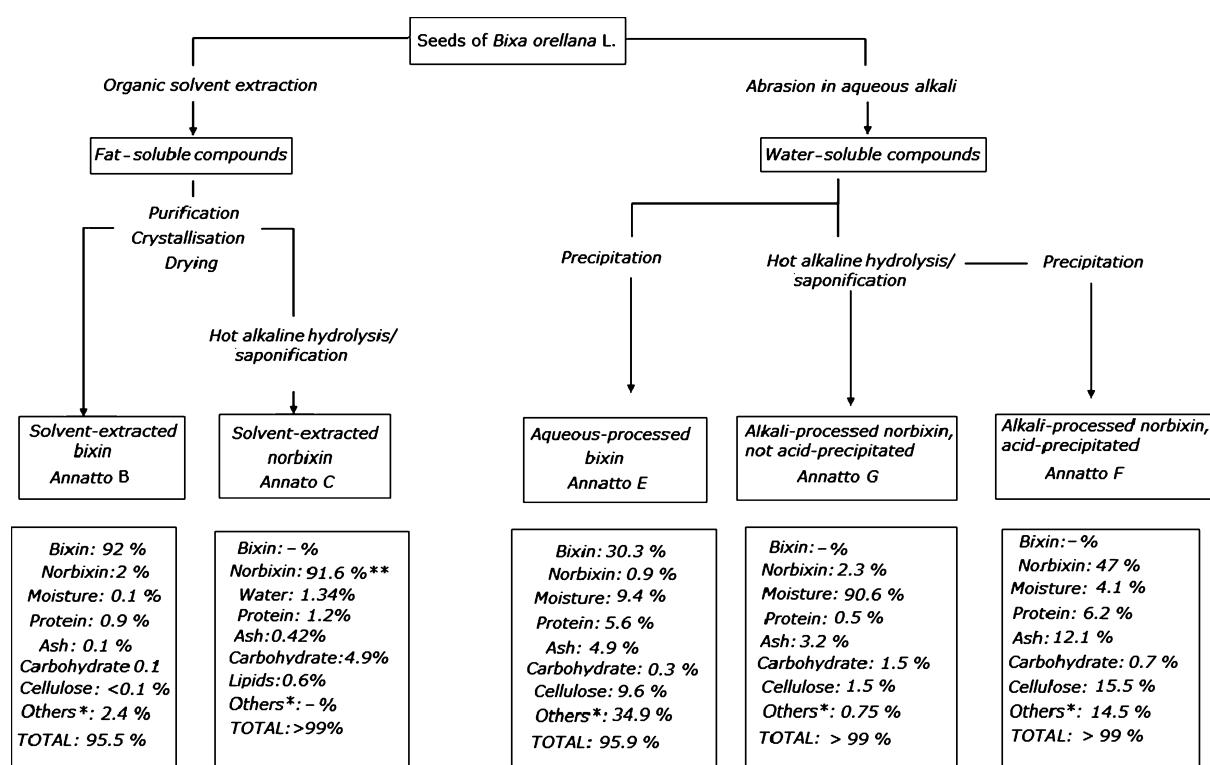 Seeds of Bixa orellana L.
Organic solvent extraction
Abrasion in aqueous alkali
Fat-soluble compounds
Water-soluble compounds
Purification
Crystallisation
Drying
Precipitation
Hot alkaline hydrolysis/
saponification
Precipitation
Hot alkaline hydrolysis/
saponification
Solvent-extracted
bixin
Annatto B
Solvent-extracted
norbixin
Annato C
Aqueous-processed
bixin
Annatto E
Alkali-processed norbixin,
not acid-precipitated
Annatto G
Alkali-processed norbixin,
acid-precipitated
Annatto F
Bixin: 92 %
Norbixin: 2 %
Moisture: 0.1 %
Protein: 0.9 %
Ash: 0.1 %
Carbohydrate 0.1
Cellulose: <0.1 %
Others*: 2.4 %
TOTAL: 95.5 %
Bixin: - %
Norbixin: 91.6 %**
Water: 1.34%
Protein: 1.2%
Ash: 0.42%
Carbohydrate: 4.9%
Lipids: 0.6%
Others*: - %
TOTAL: >99%
Bixin: 30.3 %
Norbixin: 0.9 %
Moisture: 9.4 %
Protein: 5.6 %
Ash: 4.9 %
Carbohydrate: 0.3 %
Cellulose: 9.6 %
Others*: 34.9 %
TOTAL: 95.9 %
Bixin: - %
Norbixin: 2.3 %
Moisture: 90.6 %
Protein: 0.5 %
Ash: 3.2 %
Carbohydrate: 1.5 %
Cellulose: 1.5 %
Others*: 0.75 %
TOTAL: > 99 %
Bixin: - %
Norbixin: 47 %
Moisture: 4.1 %
Protein: 6.2 %
Ash: 12.1 %
Carbohydrate: 0.7 %
Cellulose: 15.5 %
Others*: 14.5 %
TOTAL: > 99 %